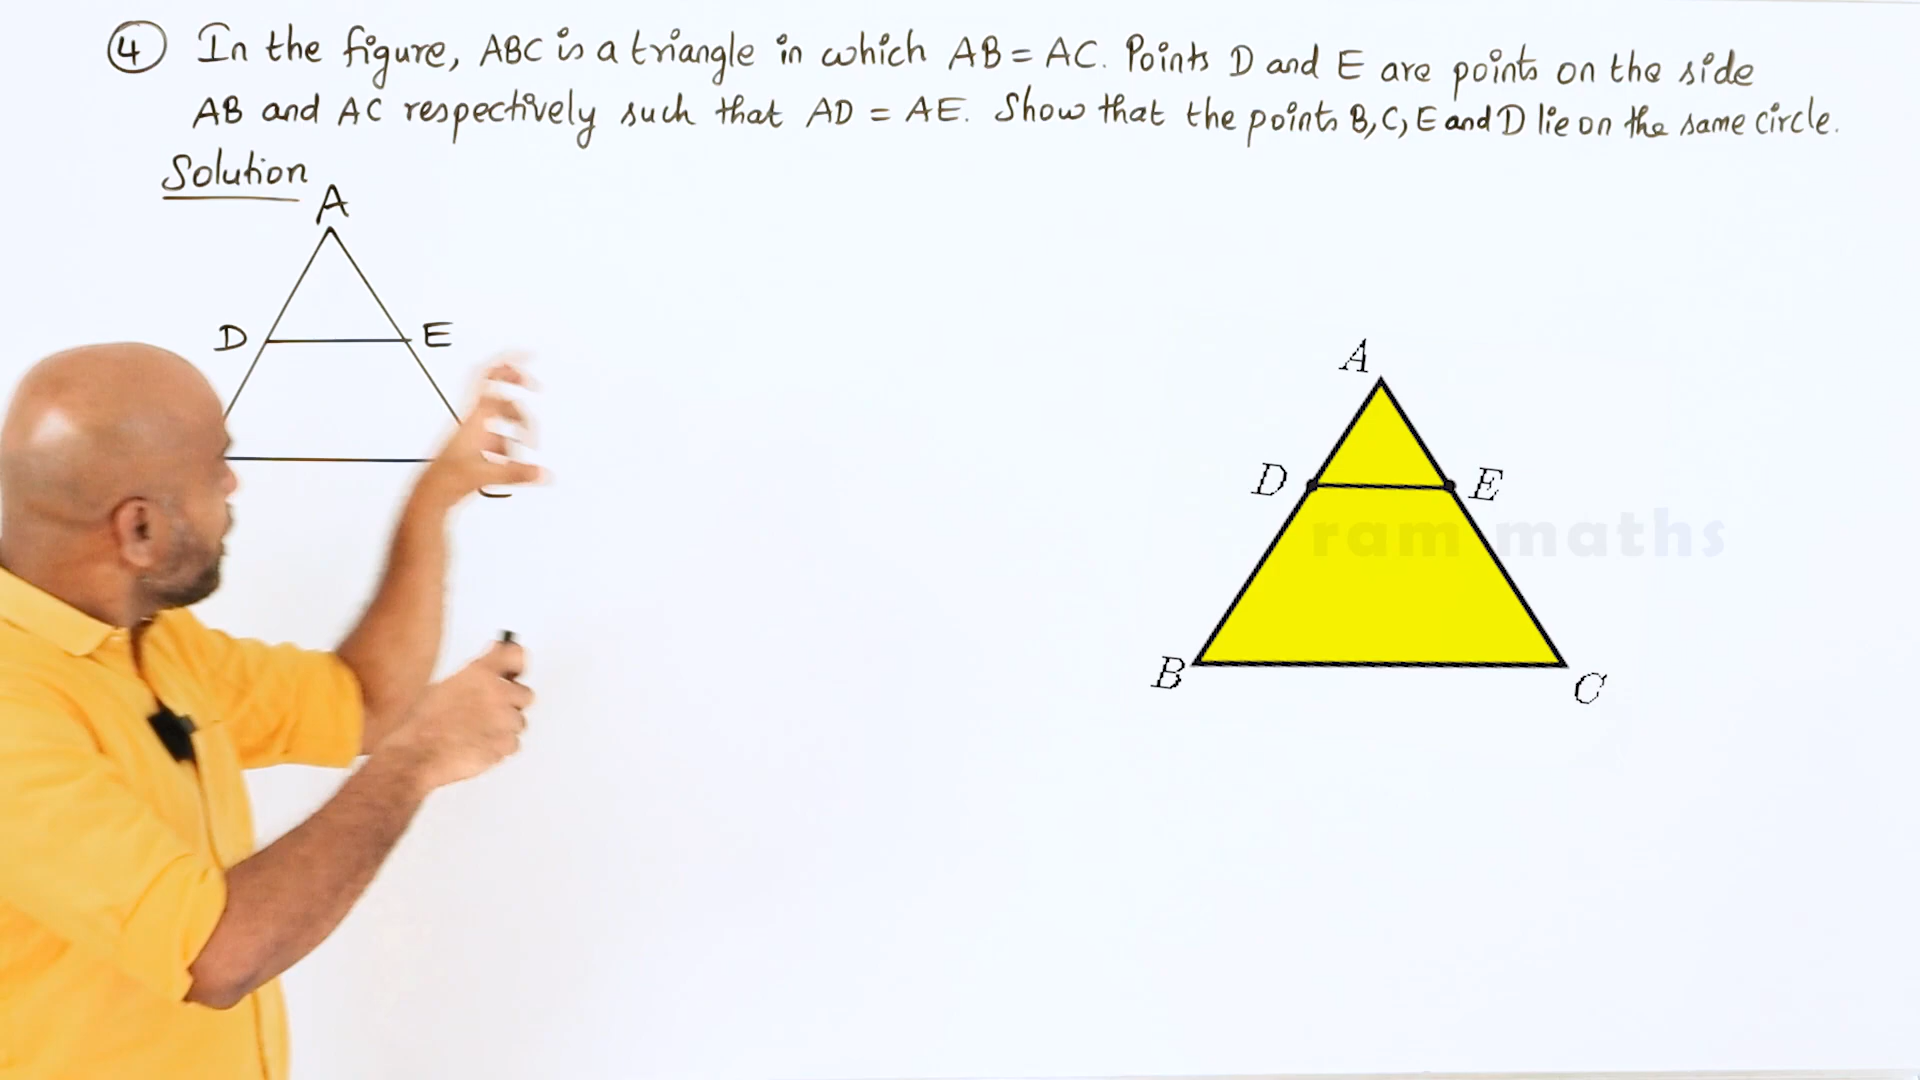 4 In the figure, ABC is a triangle in which AB = AC. Points D and E are points on the side
AB and AC respectively such that AD = AE. Show that the points B, C, E and D lie on the same circle.
Solution
A
D E
A
D E
ram maths
B C